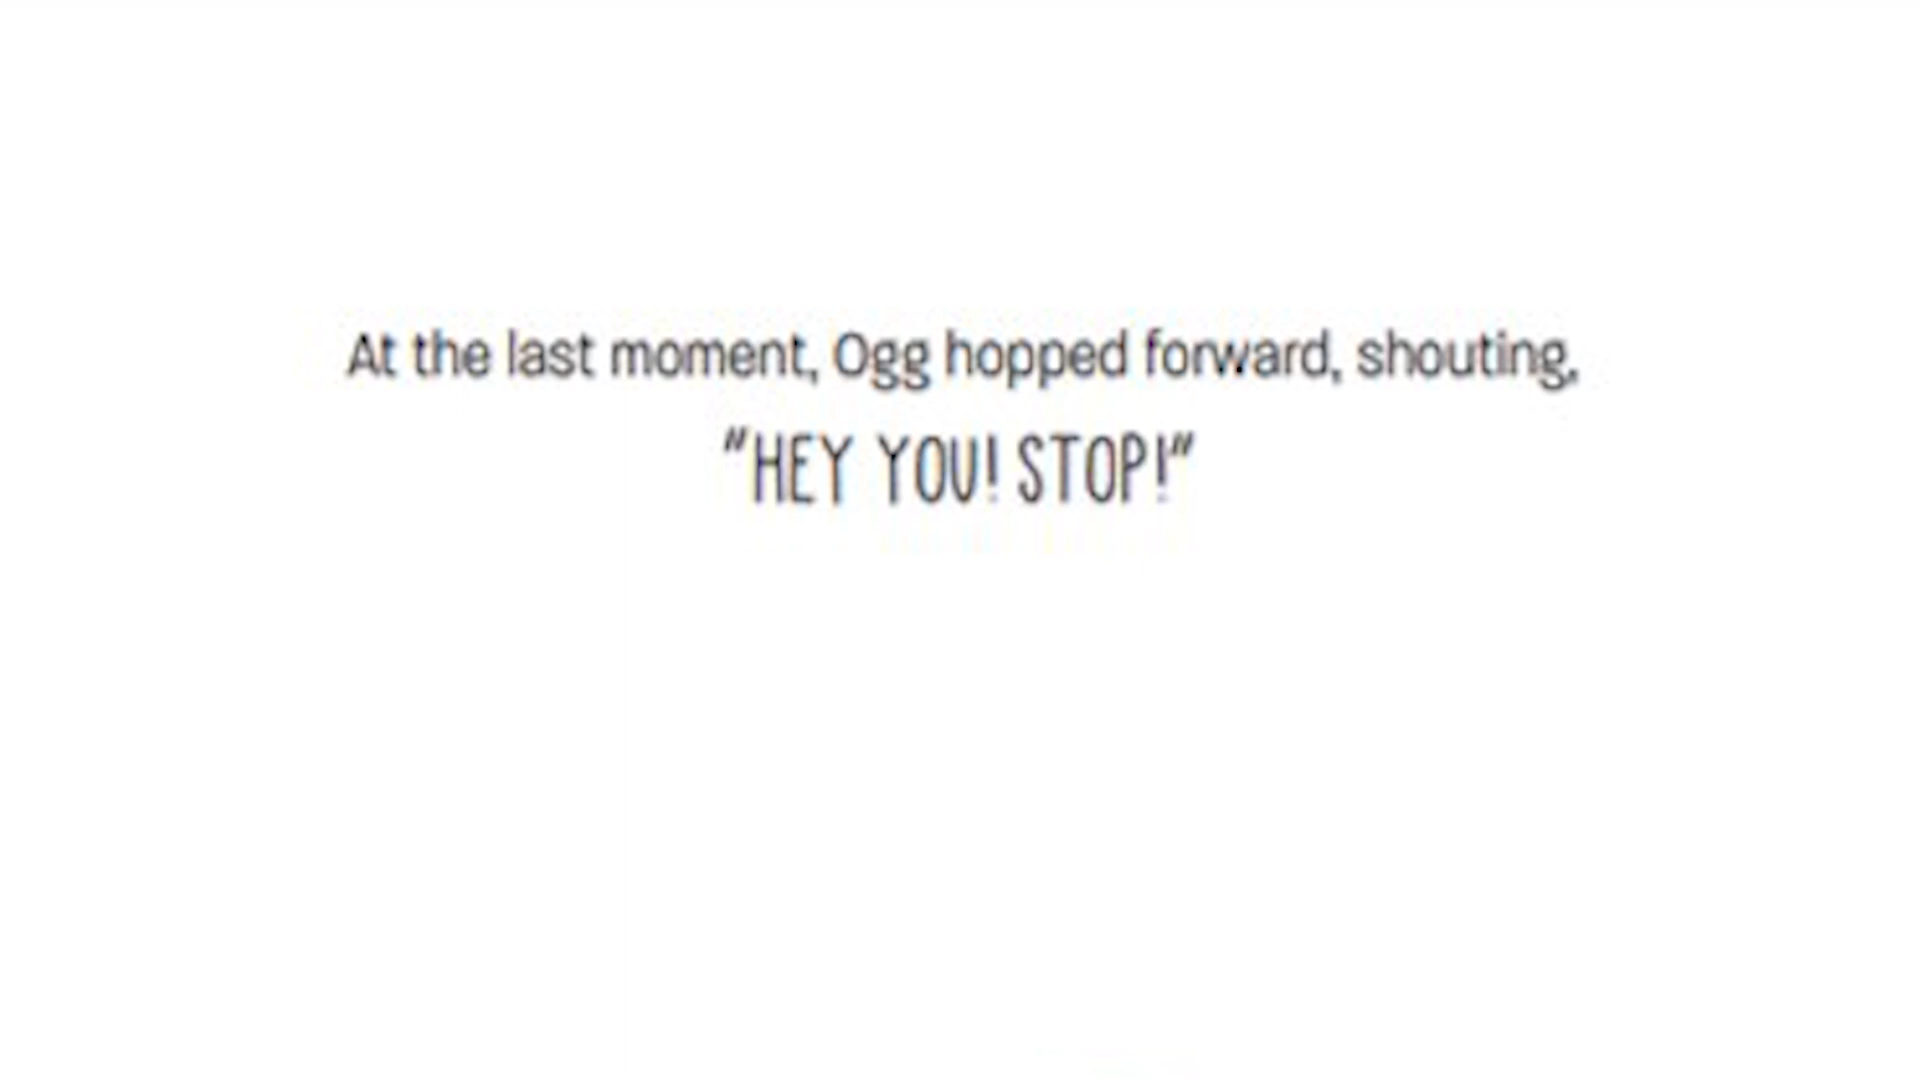 At the last moment, Ogg hopped forward, shouting,
"HEY YOU! STOP!"